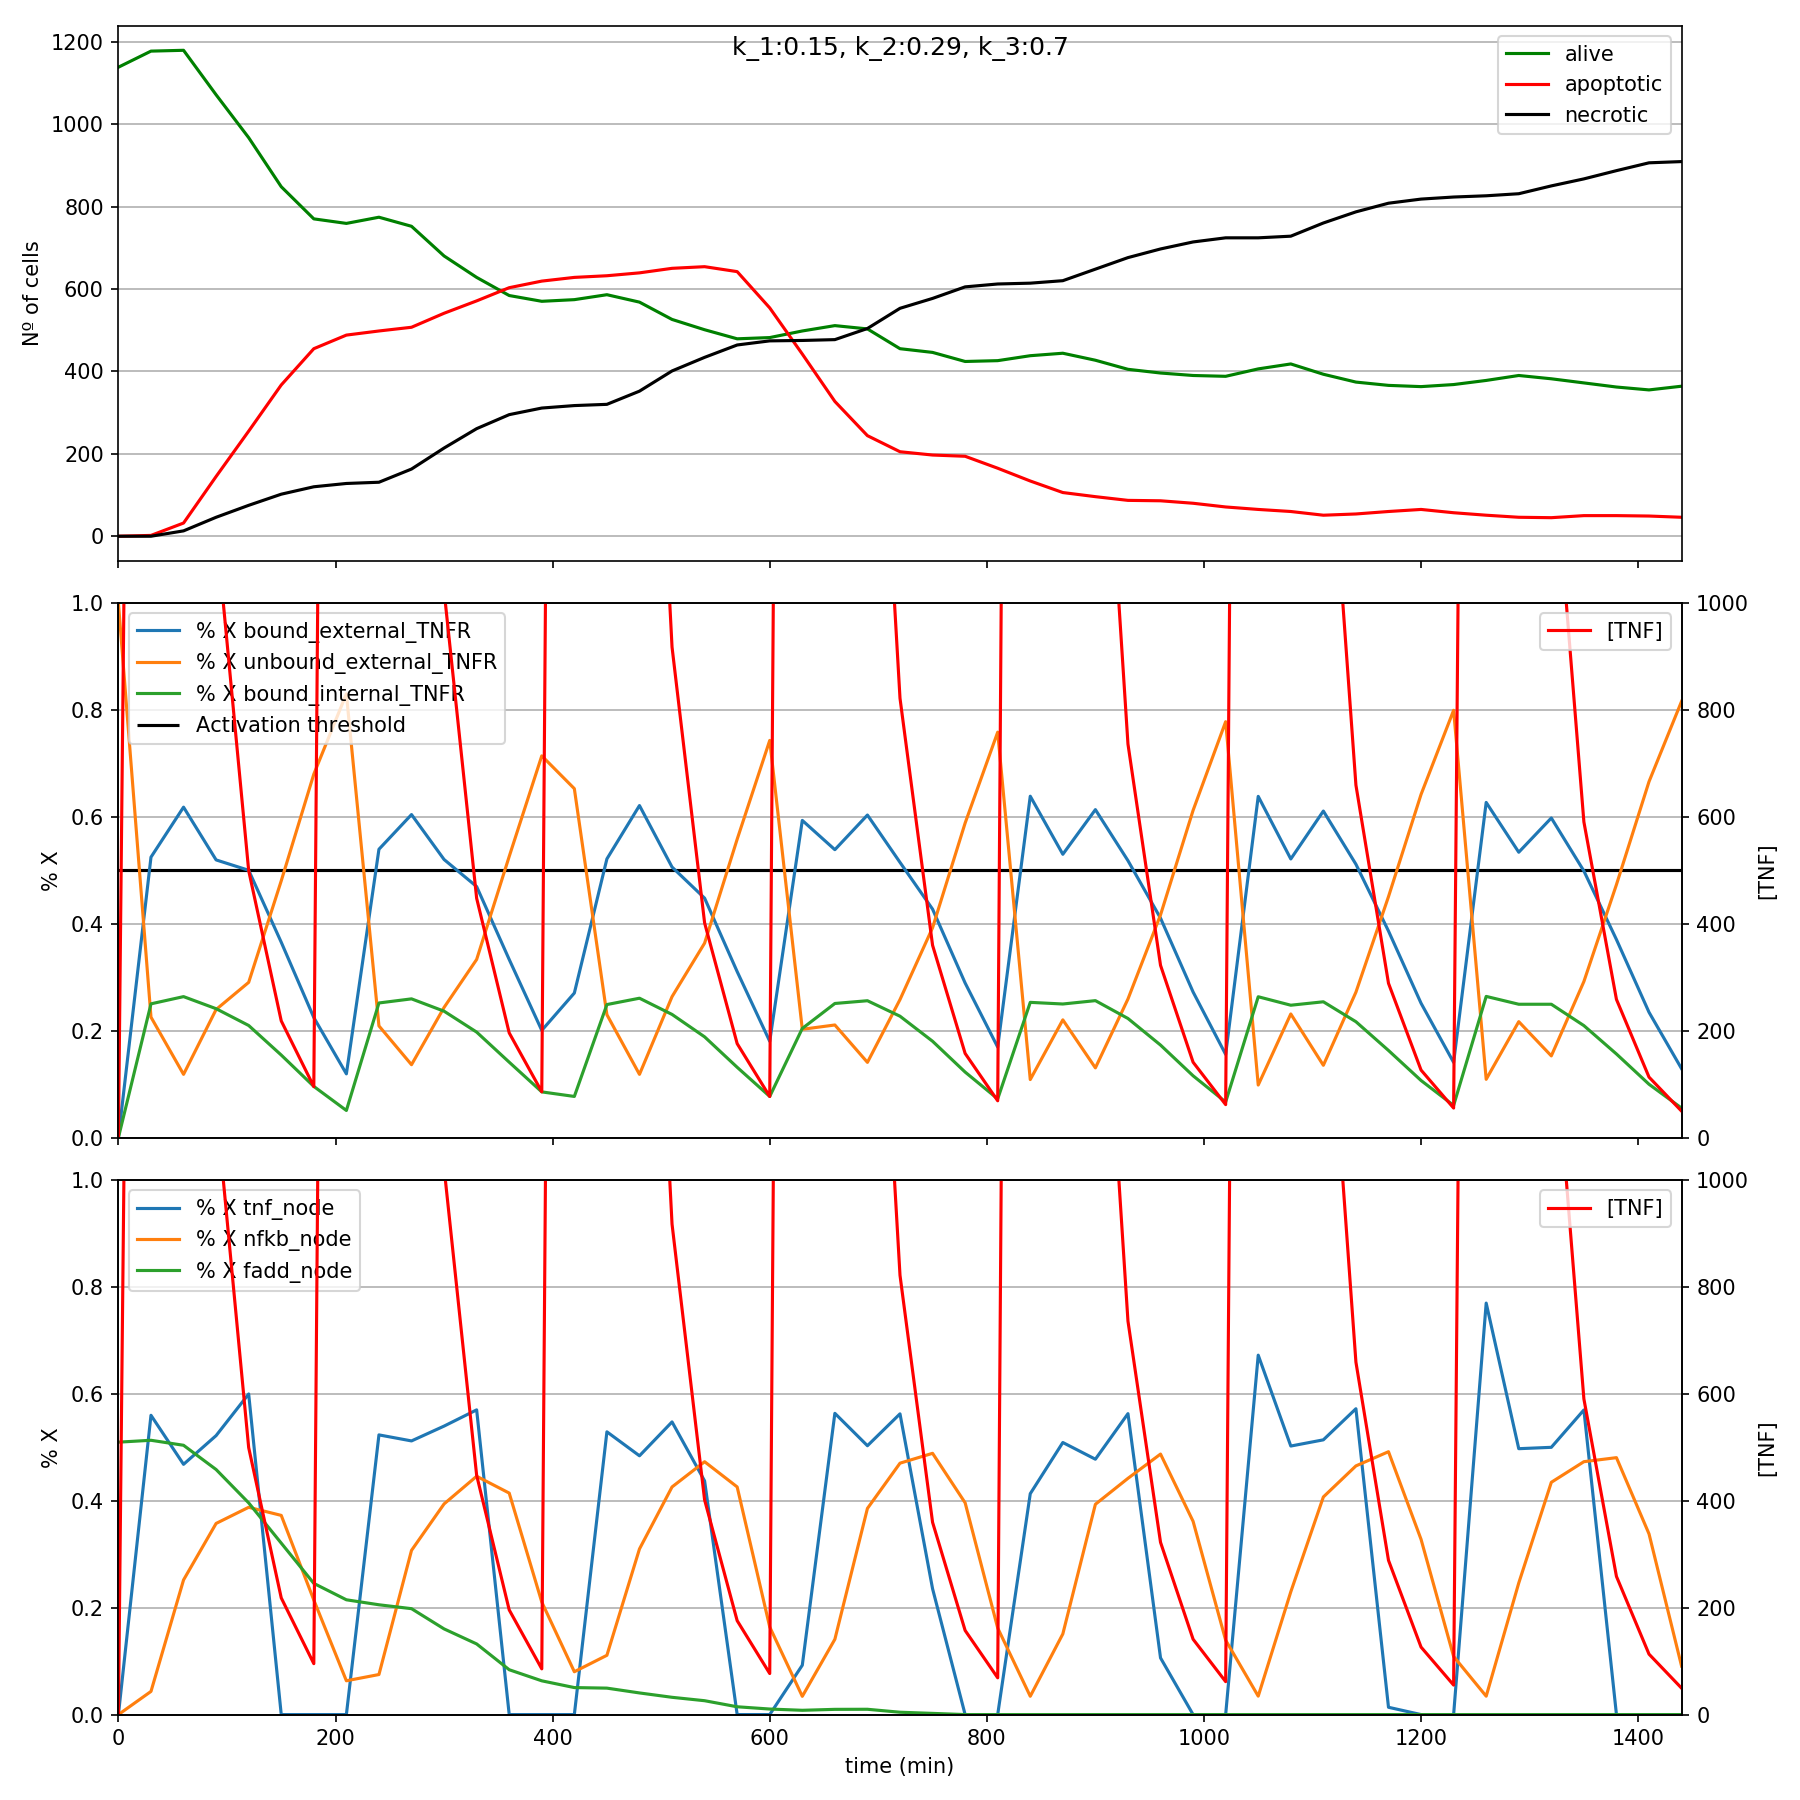 k_1:0.15, k_2:0.29, k_3:0.7
alive
apoptotic
necrotic
1200
1000
800
600
400
200
0
Nº of cells
% X bound_external_TNFR
% X unbound_external_TNFR
% X bound_internal_TNFR
Activation threshold
[TNF]
1.0
0.8
0.6
0.4
0.2
0.0
% X
1000
800
600
400
200
0
[TNF]
% X tnf_node
% X nfkb_node
% X fadd_node
[TNF]
1.0
0.8
0.6
0.4
0.2
0.0
% X
1000
800
600
400
200
0
[TNF]
0 200 400 600 800 1000 1200 1400
time (min)